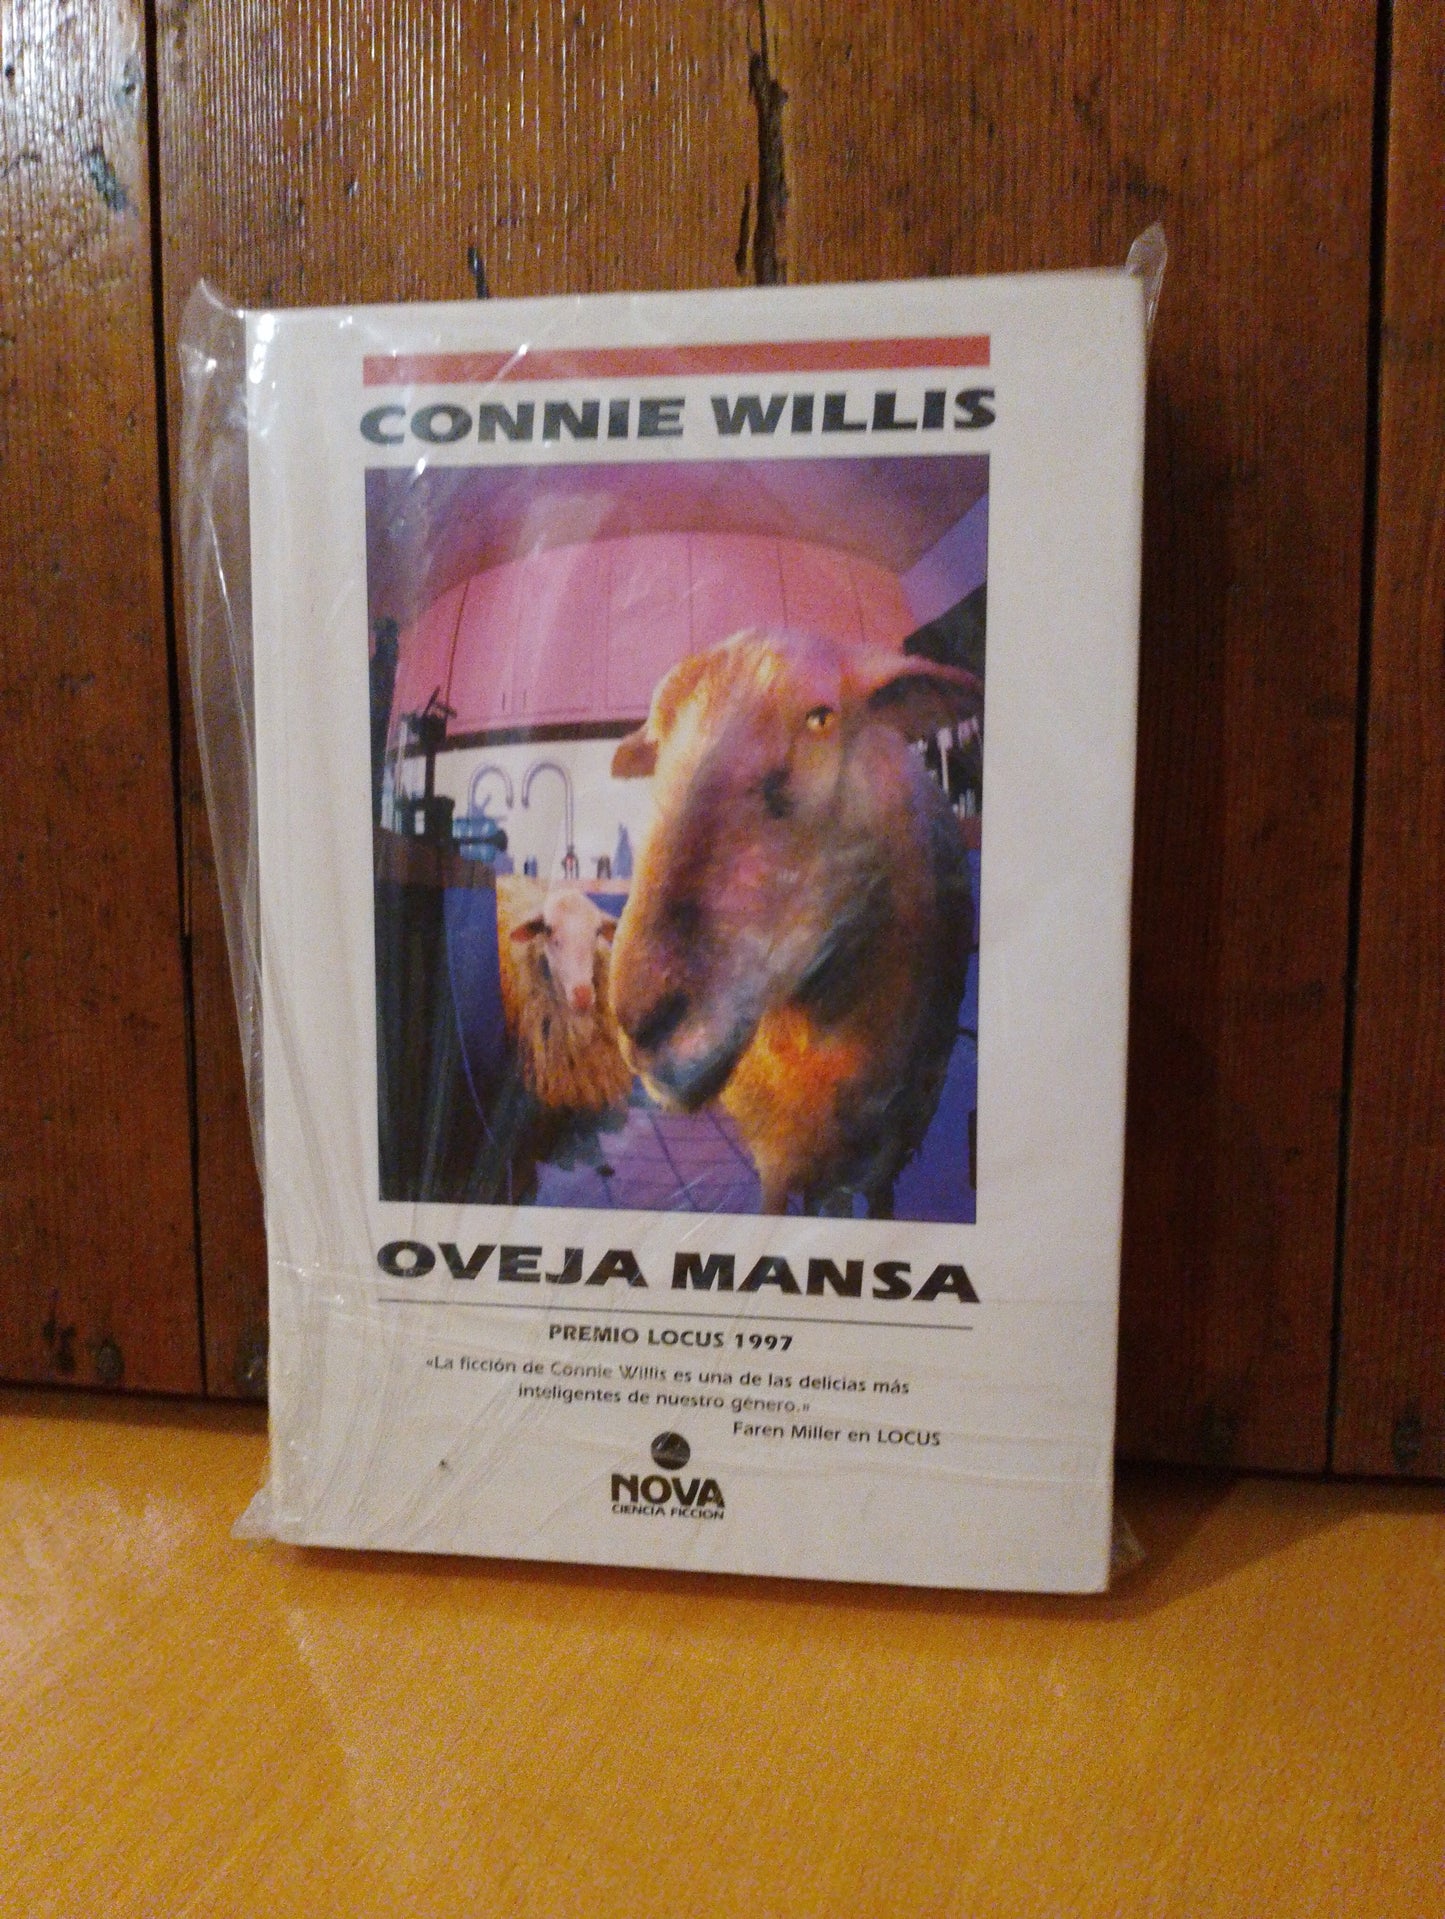 CONNIE WILLIS
OVEJA MANSA
PREMIO LOCUS 1997
«La ficción de Connie Willis es una de las delicias más
inteligentes de nuestro género.»
Faren Miller en LOCUS
NOVA
CIENCIA FICCION